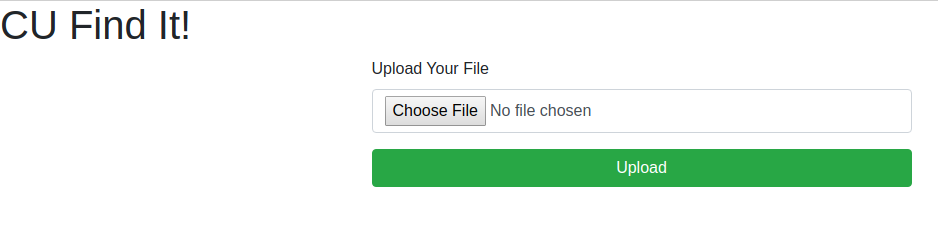 CU Find It!
Upload Your File
Choose File No file chosen
Upload